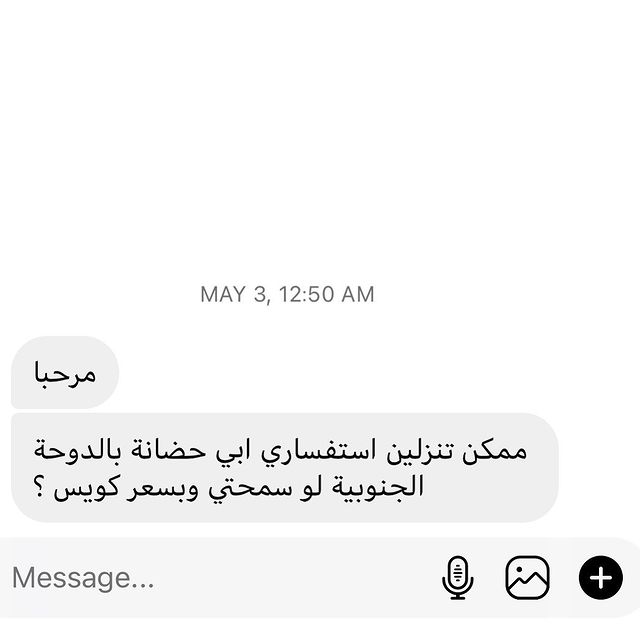 MAY 3, 12:50 AM
مرحبا
ممكن تنزلين استفساري ابي حضانة بالدوحة
الجنوبية لو سمحتي وبسعر كويس ؟
Message...